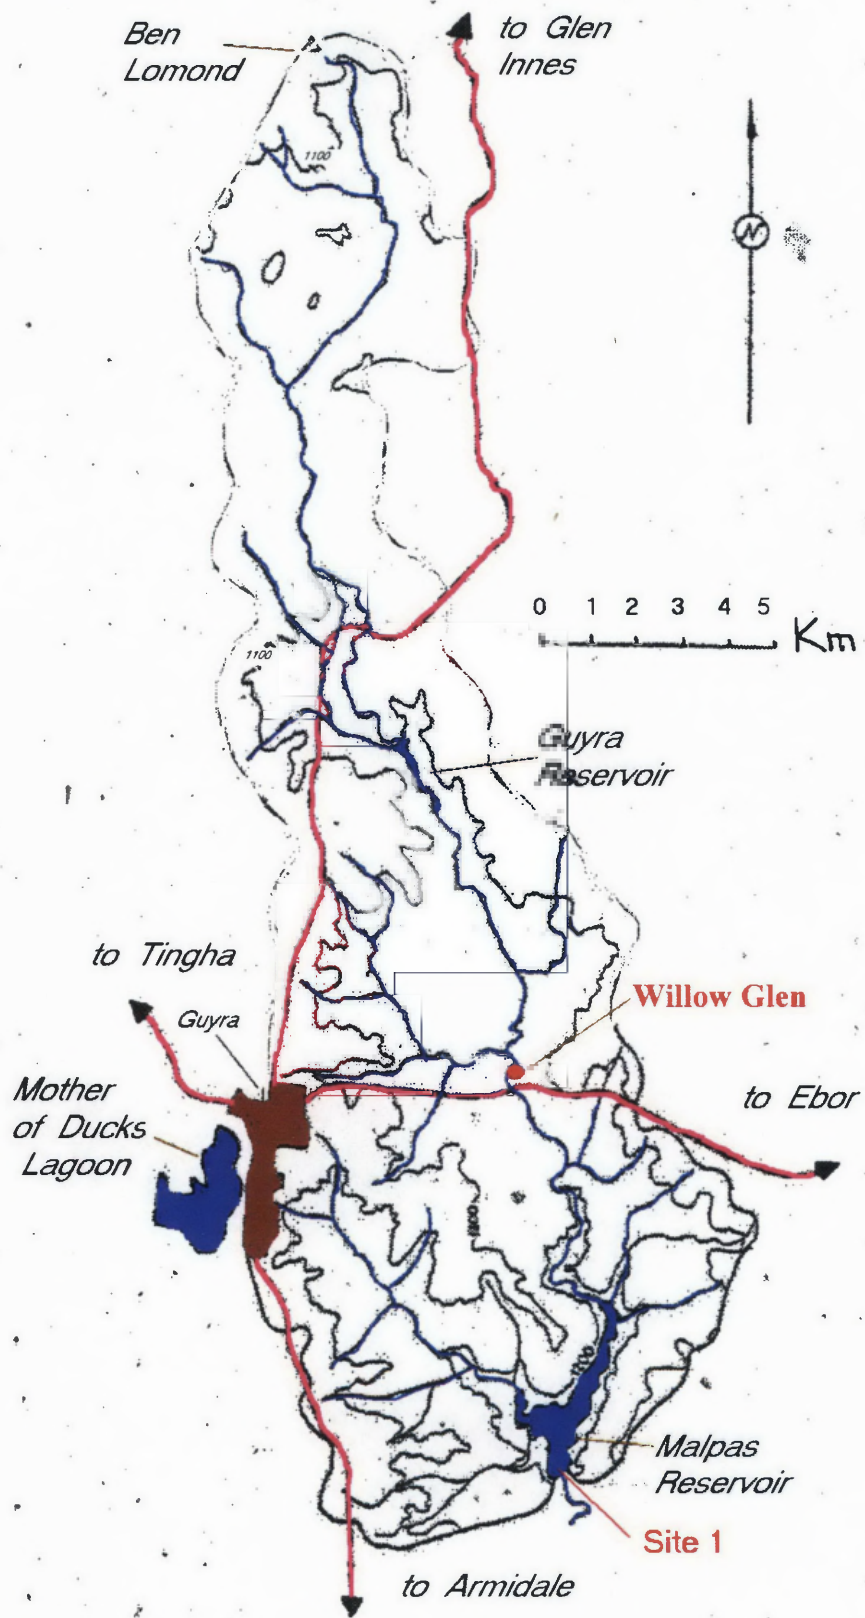 Ben
Lomond
to Glen
Innes
1100
N
0 1 2 3 4 5
Km
1100
Guyra
Reservoir
to Tingha
Willow Glen
Guyra
Mother
of Ducks
Lagoon
to Ebor
Malpas
Reservoir
Site 1
to Armidale